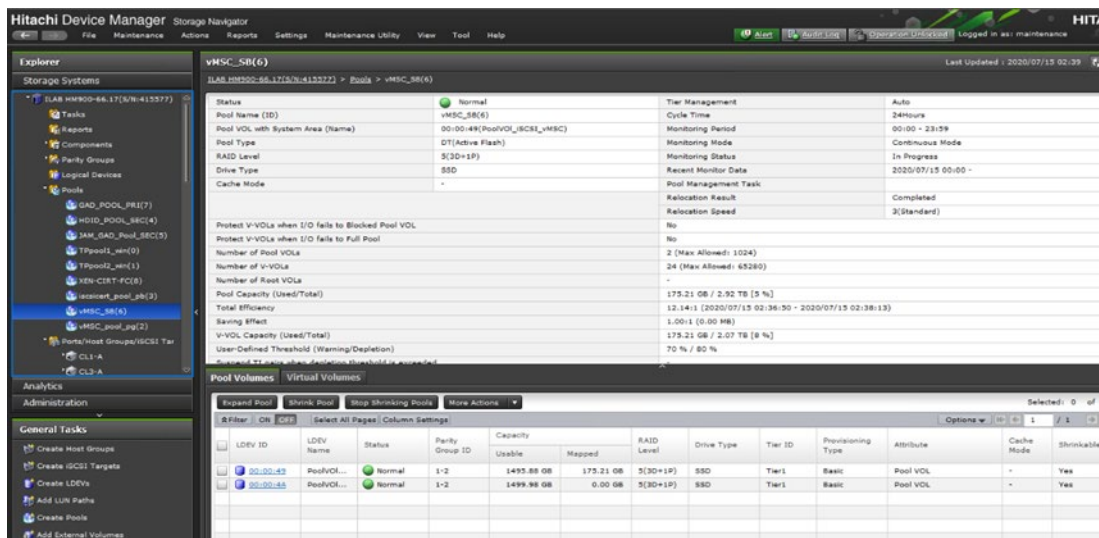 Hitachi Device Manager Storage Navigator
HIT
File Maintenance Actions Reports Settings Maintenance Utility View Tool Help
Alert Audit Log Operation Unlocked Logged in as: maintenance
Explorer
Storage Systems
ILAB HM900-66.17(S/N:415577)
Tasks
Reports
Components
Parity Groups
Logical Devices
Pools
GAD_POOL_PRI(7)
HDID_POOL_SEC(4)
JAM_GAD_Pool_SEC(5)
TPpool1_win(0)
TPpool2_win(1)
XEN-CIRT-FC(8)
iscsicert_pool_pb(3)
vMSC_SB(6)
vMSC_pool_pg(2)
Ports/Host Groups/iSCSI Tar
CL1-A
CL3-A
Analytics
Administration
General Tasks
Create Host Groups
Create iSCSI Targets
Create LDEVs
Add LUN Paths
Create Pools
Add External Volumes
vMSC_SB(6)
Last Updated : 2020/07/15 02:39
ILAB HM900-66.17(S/N:415577) > Pools > vMSC_SB(6)
Status Normal Tier Management Auto
Pool Name (ID) vMSC_SB(6) Cycle Time 24Hours
Pool VOL with System Area (Name) 00:00:49(PoolVOl_iSCSI_vMSC) Monitoring Period 00:00 - 23:59
Pool Type DT(Active Flash) Monitoring Mode Continuous Mode
RAID Level 5(3D+1P) Monitoring Status In Progress
Drive Type SSD Recent Monitor Data 2020/07/15 00:00 -
Cache Mode - Pool Management Task
Relocation Result Completed
Relocation Speed 3(Standard)
Protect V-VOLs when I/O fails to Blocked Pool VOL No
Protect V-VOLs when I/O fails to Full Pool No
Number of Pool VOLs 2 (Max Allowed: 1024)
Number of V-VOLs 24 (Max Allowed: 65280)
Number of Root VOLs -
Pool Capacity (Used/Total) 175.21 GB / 2.92 TB [5 %]
Total Efficiency 12.14:1 (2020/07/15 02:36:50 - 2020/07/15 02:38:13)
Saving Effect 1.00:1 (0.00 MB)
V-VOL Capacity (Used/Total) 175.21 GB / 2.07 TB [8 %]
User-Defined Threshold (Warning/Depletion) 70 % / 80 %
Suspend TI pairs when depletion threshold is exceeded
Pool Volumes Virtual Volumes
Expand Pool Shrink Pool Stop Shrinking Pools More Actions Selected: 0 of
Filter ON OFF Select All Pages Column Settings Options 1 / 1
LDEV ID LDEV Name Status Parity Group ID Capacity Usable Mapped RAID Level Drive Type Tier ID Provisioning Type Attribute Cache Mode Shrinkable
00:00:49 PoolVOl... Normal 1-2 1495.88 GB 175.21 GB 5(3D+1P) SSD Tier1 Basic Pool VOL - Yes
00:00:4A PoolVOl... Normal 1-2 1499.98 GB 0.00 GB 5(3D+1P) SSD Tier1 Basic Pool VOL - Yes